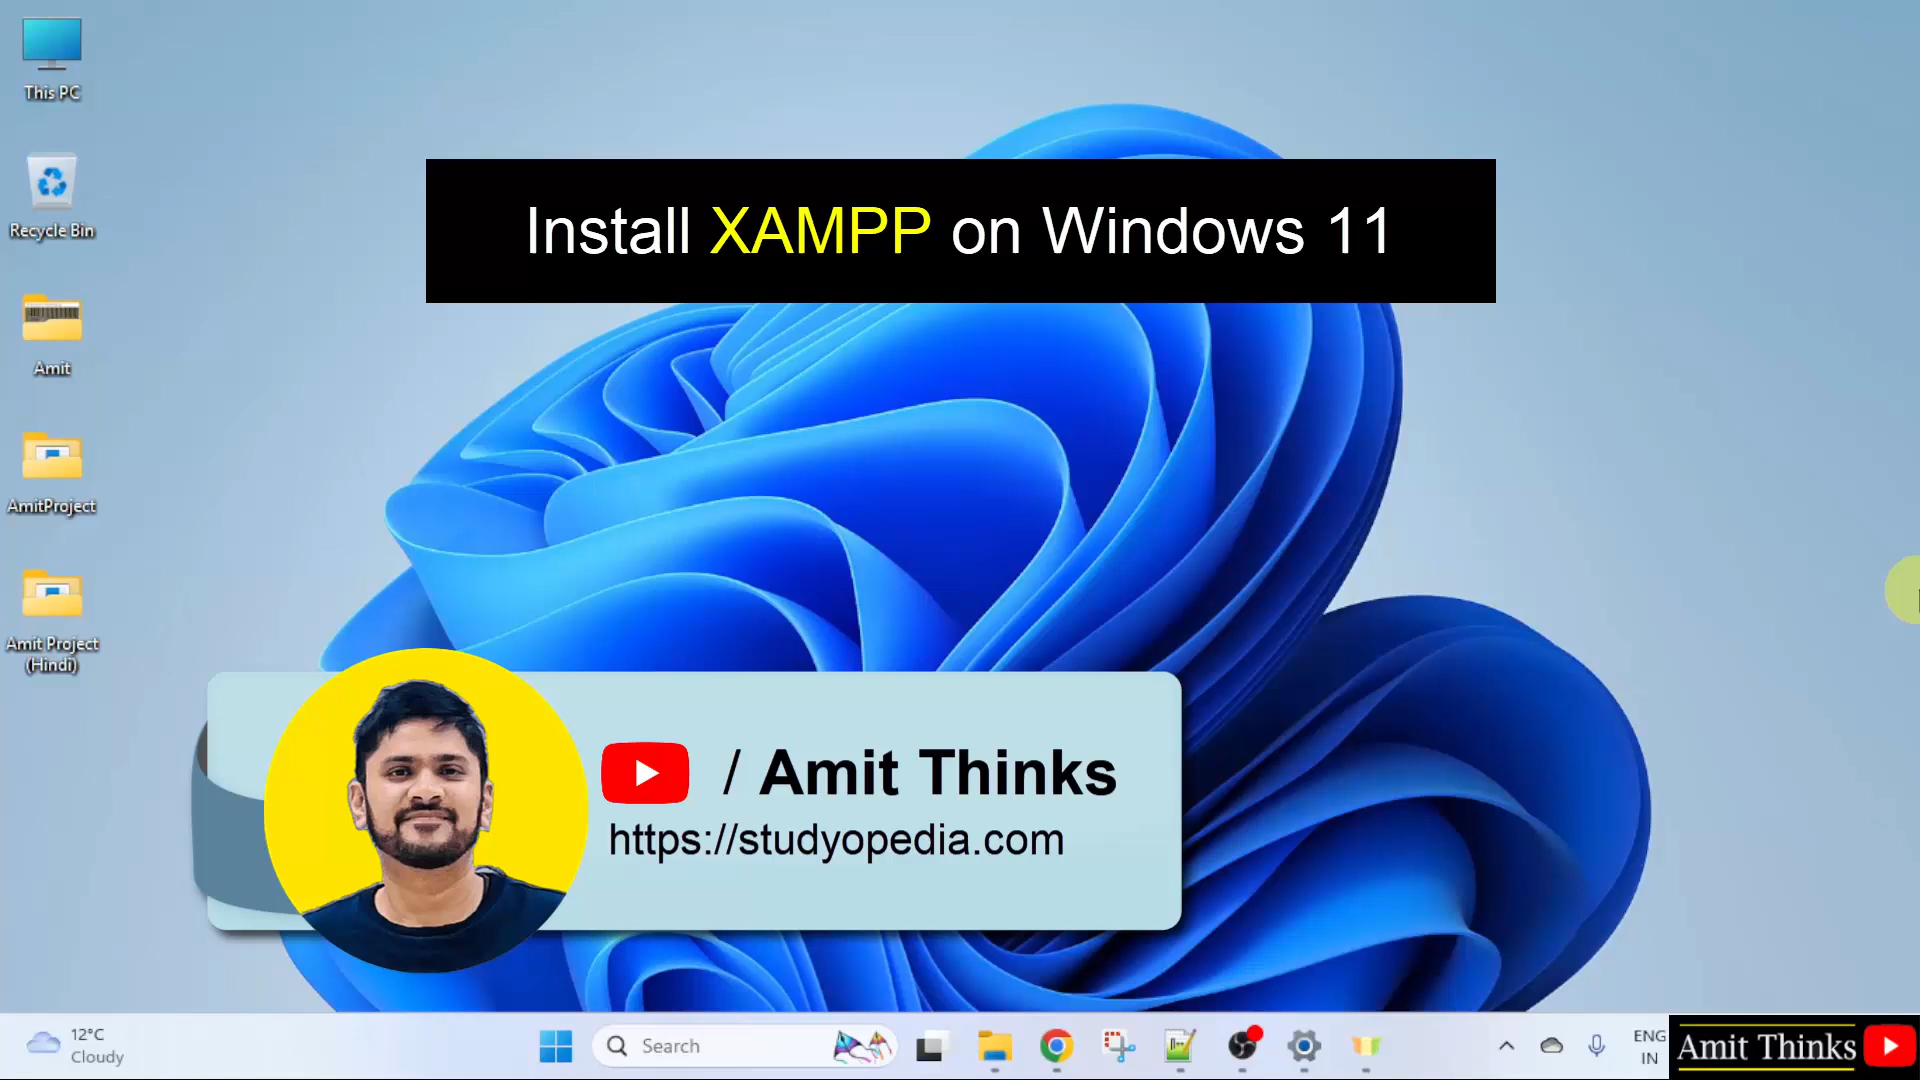 This PC
Recycle Bin
Amit
AmitProject
Amit Project
(Hindi)
Install XAMPP on Windows 11
/ Amit Thinks
https://studyopedia.com
12°C
Cloudy
Search
ENG
IN
Amit Thinks